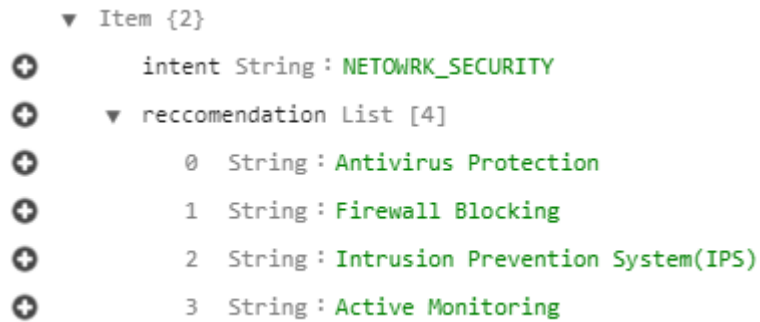 Item {2}
intent String : NETOWRK_SECURITY
reccomendation List [4]
0 String : Antivirus Protection
1 String : Firewall Blocking
2 String : Intrusion Prevention System(IPS)
3 String : Active Monitoring